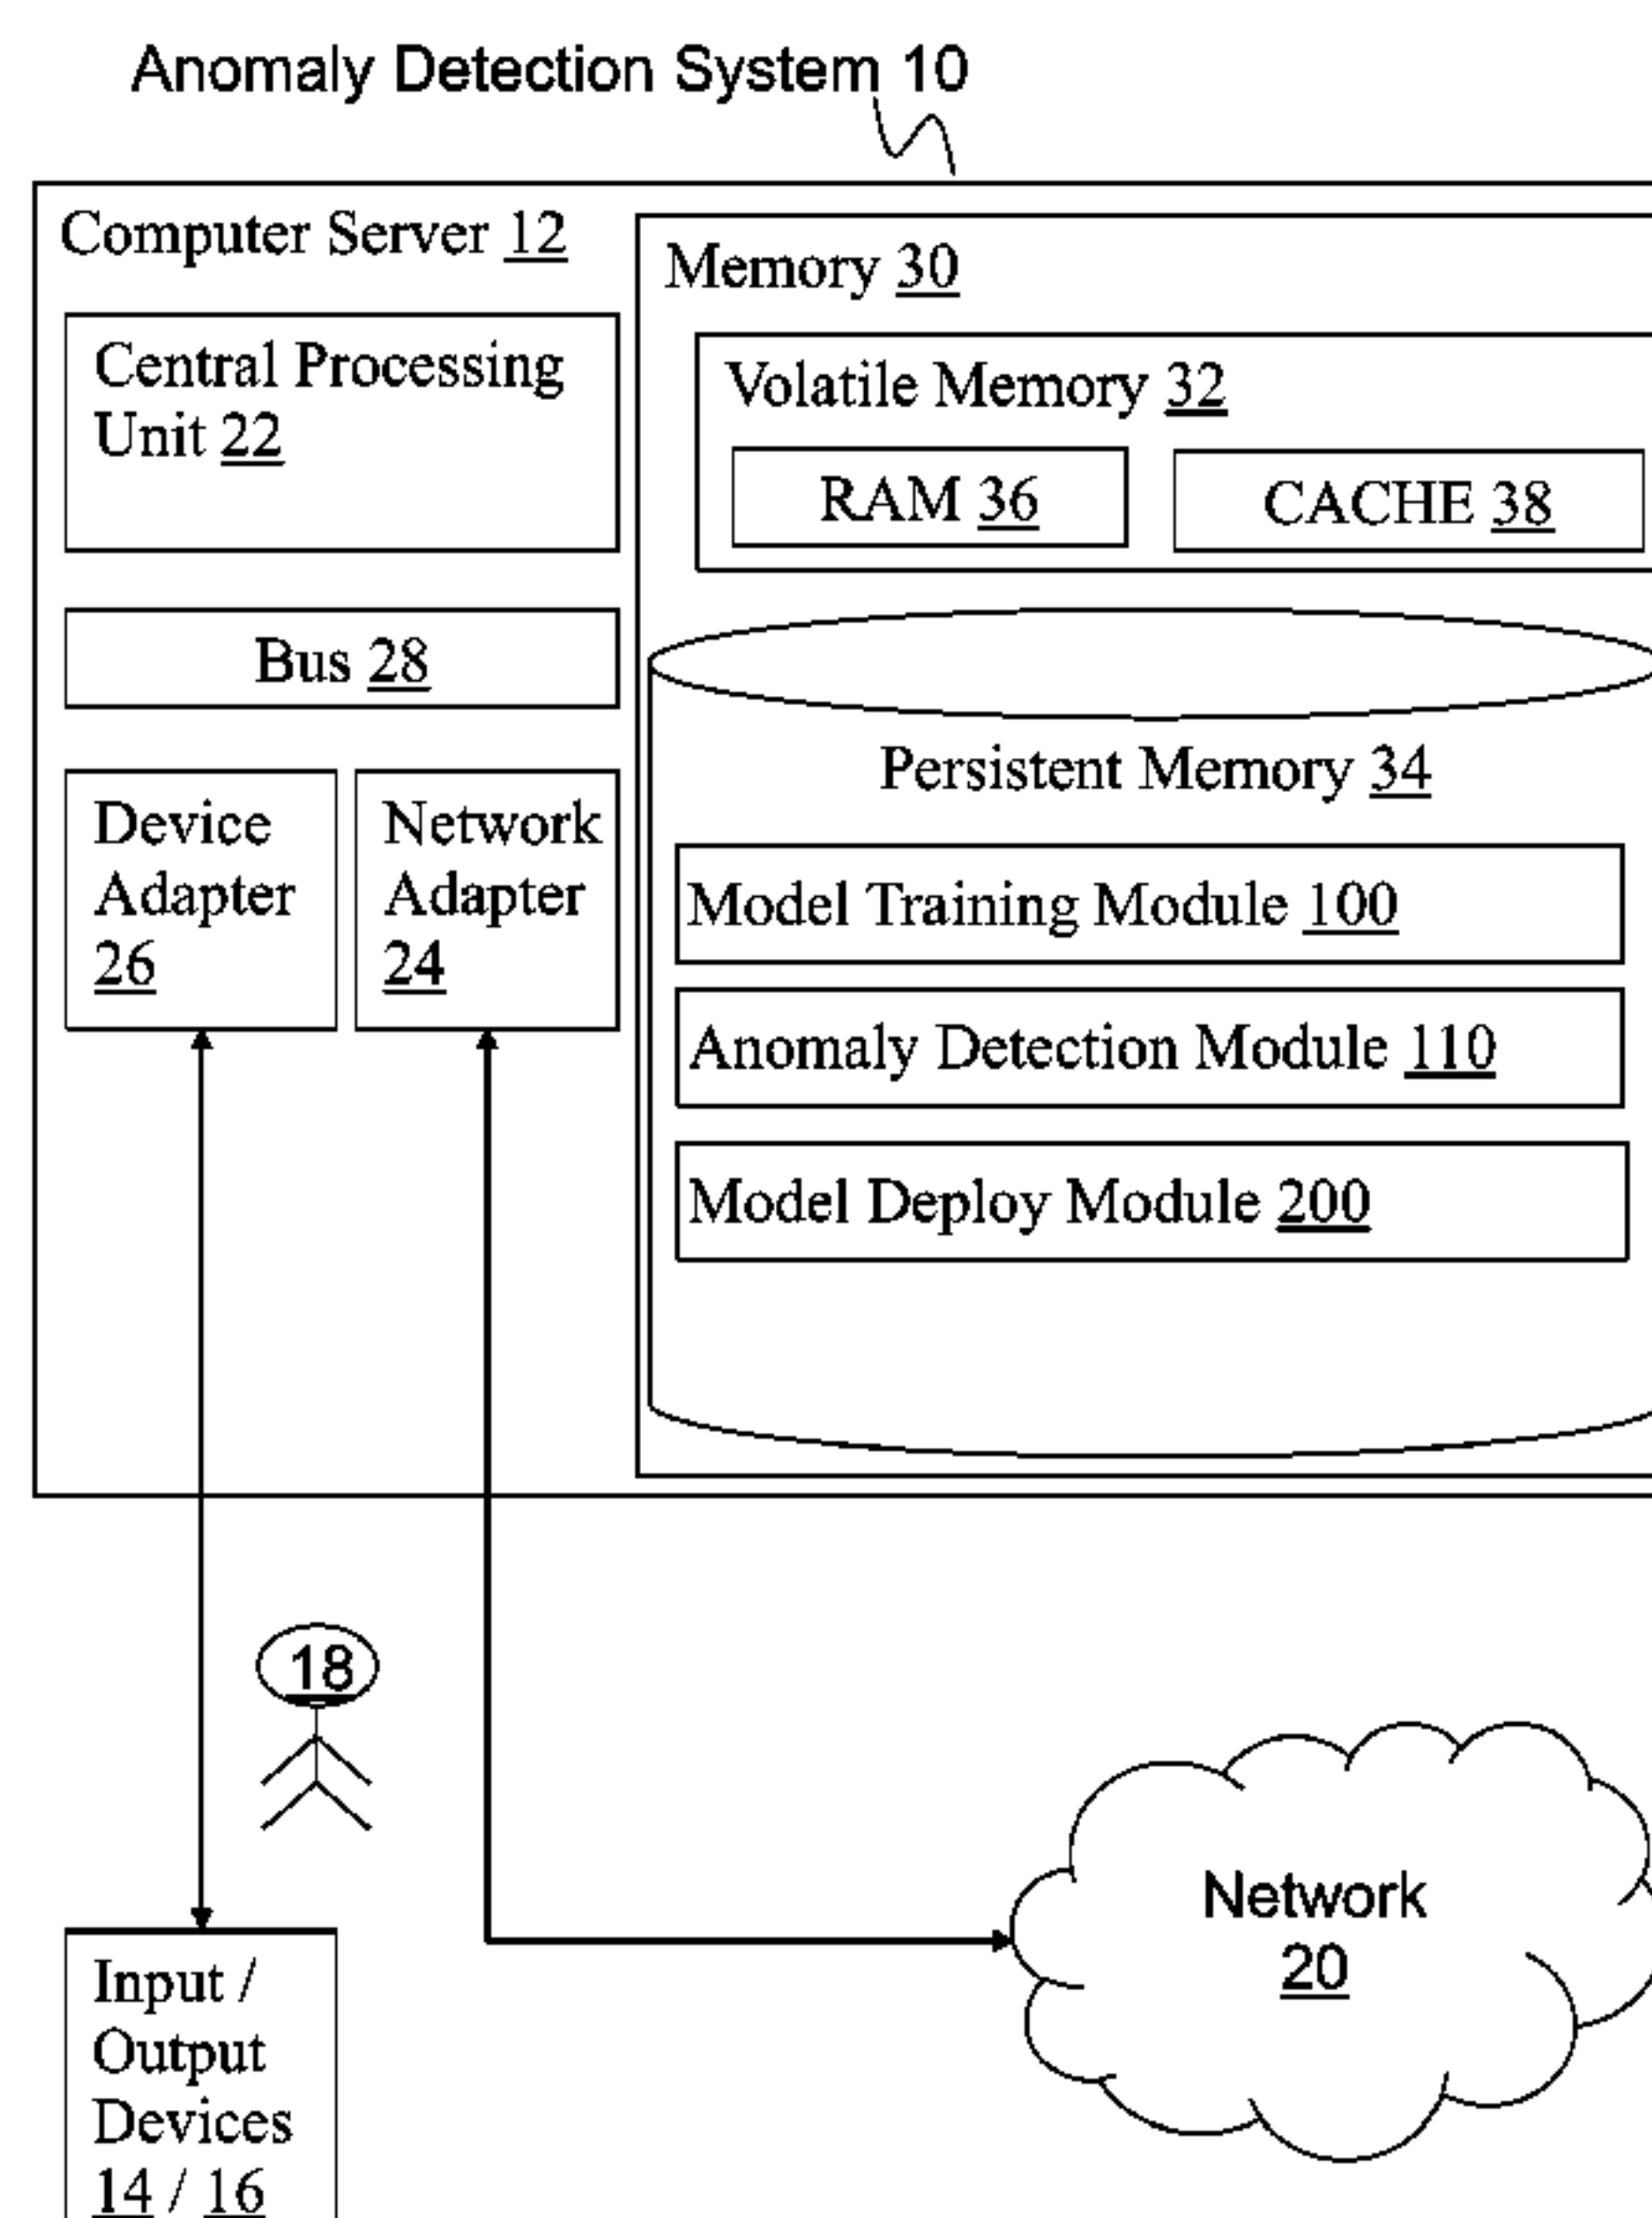 Anomaly Detection System 10
Computer Server 12
Memory 30
Central Processing
Unit 22
Volatile Memory 32
RAM 36
CACHE 38
Bus 28
Persistent Memory 34
Device
Adapter
26
Network
Adapter
24
Model Training Module 100
Anomaly Detection Module 110
Model Deploy Module 200
18
Network
20
Input /
Output
Devices
14 / 16